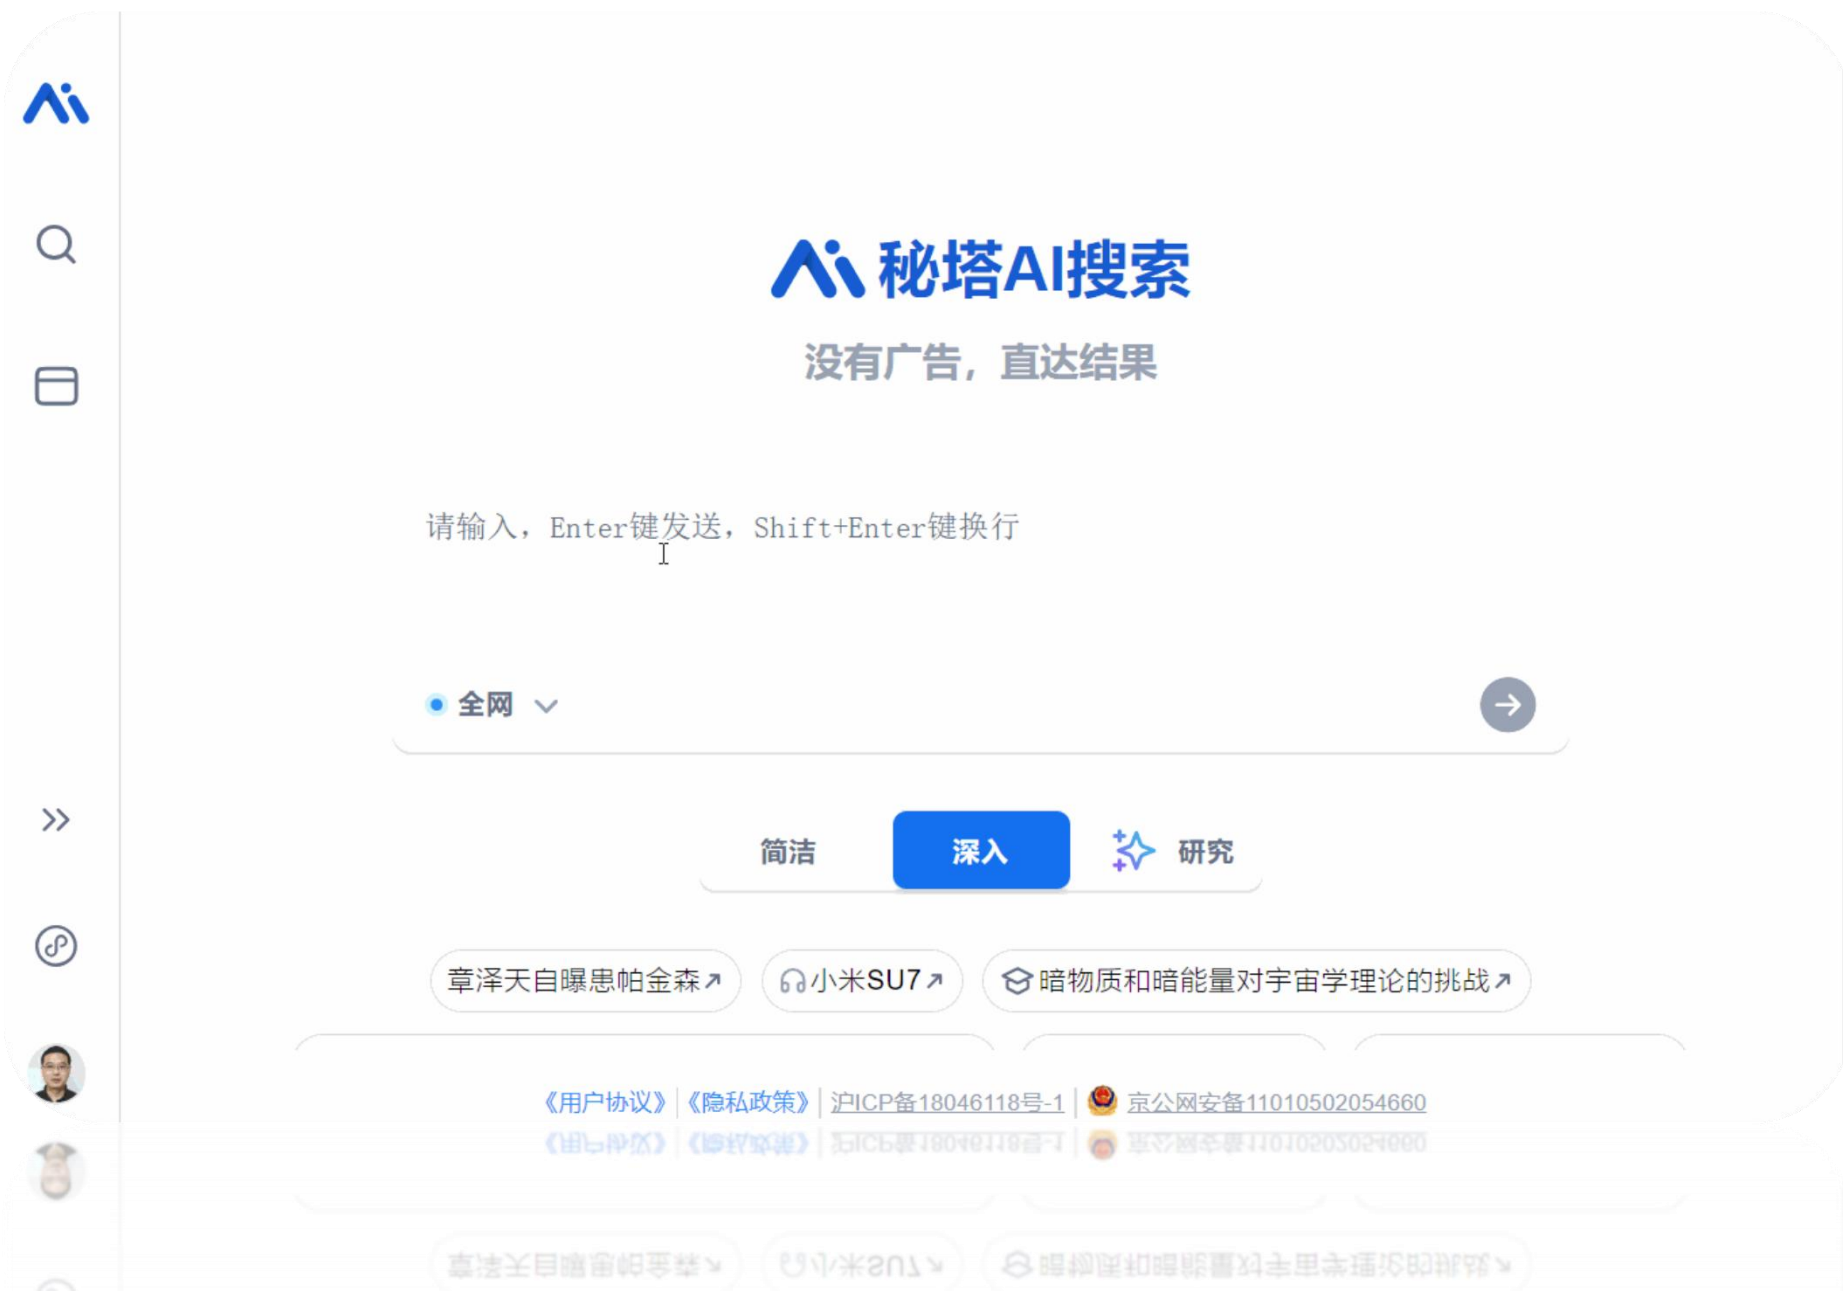 秘塔AI搜索
没有广告，直达结果
请输入，Enter键发送，Shift+Enter键换行
全网
简洁 深入 研究
章泽天自曝患帕金森 小米SU7 暗物质和暗能量对宇宙学理论的挑战
《用户协议》 | 《隐私政策》 | 沪ICP备18046118号-1 | 京公网安备11010502054660